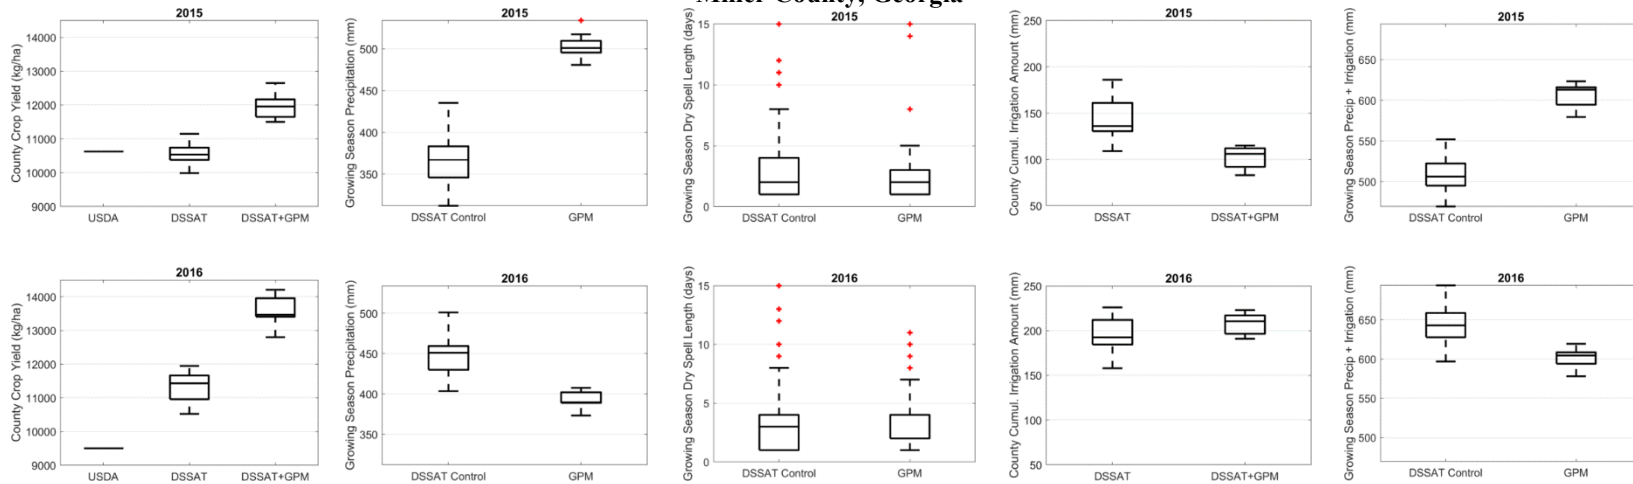 Miller County, Georgia
2015
County Crop Yield (kg/ha)
14000
13000
12000
11000
10000
9000
USDA
DSSAT
DSSAT+GPM
2015
Growing Season Precipitation (mm)
500
450
400
350
DSSAT Control
GPM
2015
Growing Season Dry Spell Length (days)
15
10
5
0
DSSAT Control
GPM
2015
County Cumul. Irrigation Amount (mm)
250
200
150
100
50
DSSAT
DSSAT+GPM
2015
Growing Season Precip + Irrigation (mm)
650
600
550
500
DSSAT Control
GPM
2016
County Crop Yield (kg/ha)
14000
13000
12000
11000
10000
9000
USDA
DSSAT
DSSAT+GPM
2016
Growing Season Precipitation (mm)
500
450
400
350
DSSAT Control
GPM
2016
Growing Season Dry Spell Length (days)
15
10
5
0
DSSAT Control
GPM
2016
County Cumul. Irrigation Amount (mm)
250
200
150
100
50
DSSAT
DSSAT+GPM
2016
Growing Season Precip + Irrigation (mm)
650
600
550
500
DSSAT Control
GPM